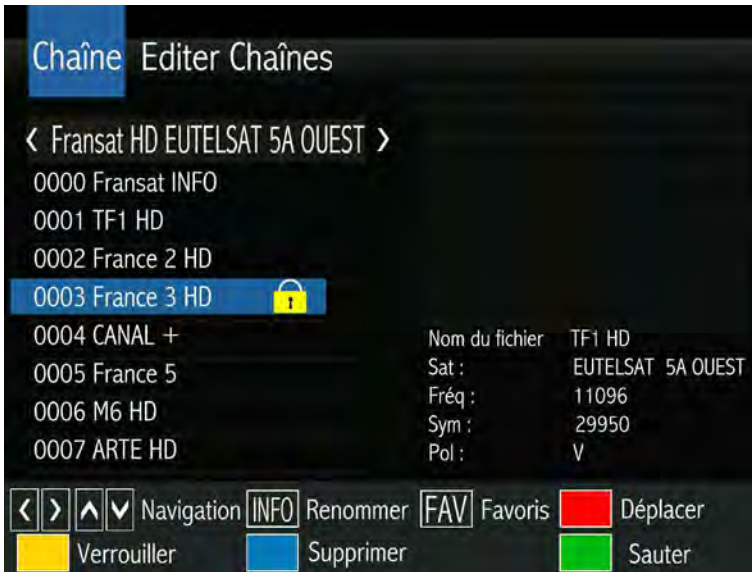 Chaîne Editer Chaînes
< Fransat HD EUTELSAT 5A OUEST >
0000 Fransat INFO
0001 TF1 HD
0002 France 2 HD
0003 France 3 HD
0004 CANAL +
0005 France 5
0006 M6 HD
0007 ARTE HD
Nom du fichier TF1 HD
Sat : EUTELSAT 5A OUEST
Fréq : 11096
Sym : 29950
Pol : V
Navigation INFO Renommer FAV Favoris Déplacer
Verrouiller Supprimer Sauter